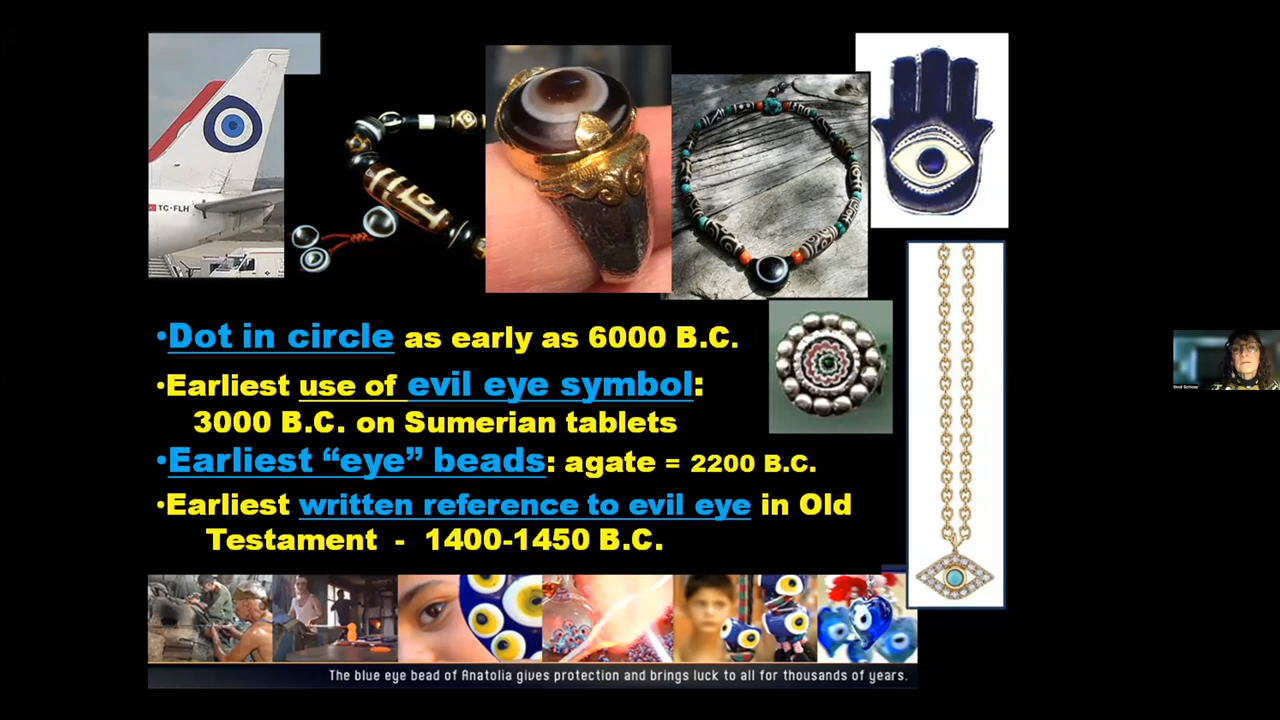 TC-FLH
•Dot in circle as early as 6000 B.C.
•Earliest use of evil eye symbol:
3000 B.C. on Sumerian tablets
•Earliest “eye” beads: agate = 2200 B.C.
•Earliest written reference to evil eye in Old
Testament - 1400-1450 B.C.
The blue eye bead of Anatolia gives protection and brings luck to all for thousands of years.